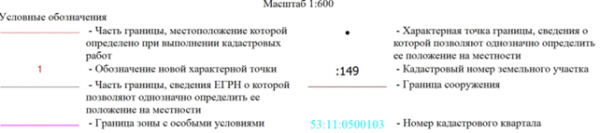 Масштаб 1:600
Условные обозначения
- Часть границы, местоположение которой
определено при выполнении кадастровых
работ
1
- Обозначение новой характерной точки
- Часть границы, сведения ЕГРН о которой
позволяют однозначно определить ее
положение на местности
- Граница зоны с особыми условиями
- Характерная точка границы, сведения о
которой позволяют однозначно определить
ее положение на местности
:149
- Кадастровый номер земельного участка
- Граница сооружения
53:11:0500103
- Номер кадастрового квартала